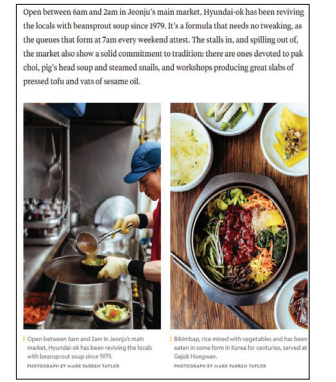 Open between 6am and 2am in Jeonju's main market, Hyundai-ok has been reviving
the locals with beansprout soup since 1979. It's a formula that needs no tweaking, as
the queues that form at 7am every weekend attest. The stalls in, and spilling out of,
the market also show a solid commitment to tradition: there are ones devoted to pak
choi, pig's head soup and steamed snails, and workshops producing great slabs of
pressed tofu and vats of sesame oil.
Open between 6am and 2am in Jeonju's main
market, Hyundai-ok has been reviving the locals
with beansprout soup since 1979.
PHOTOGRAPH BY MARK PARREN TAYLOR
Bibimbap, rice mixed with vegetables and has been
eaten in some form in Korea for centuries, served at
Gajok Hoegwan.
PHOTOGRAPH BY MARK PARREN TAYLOR